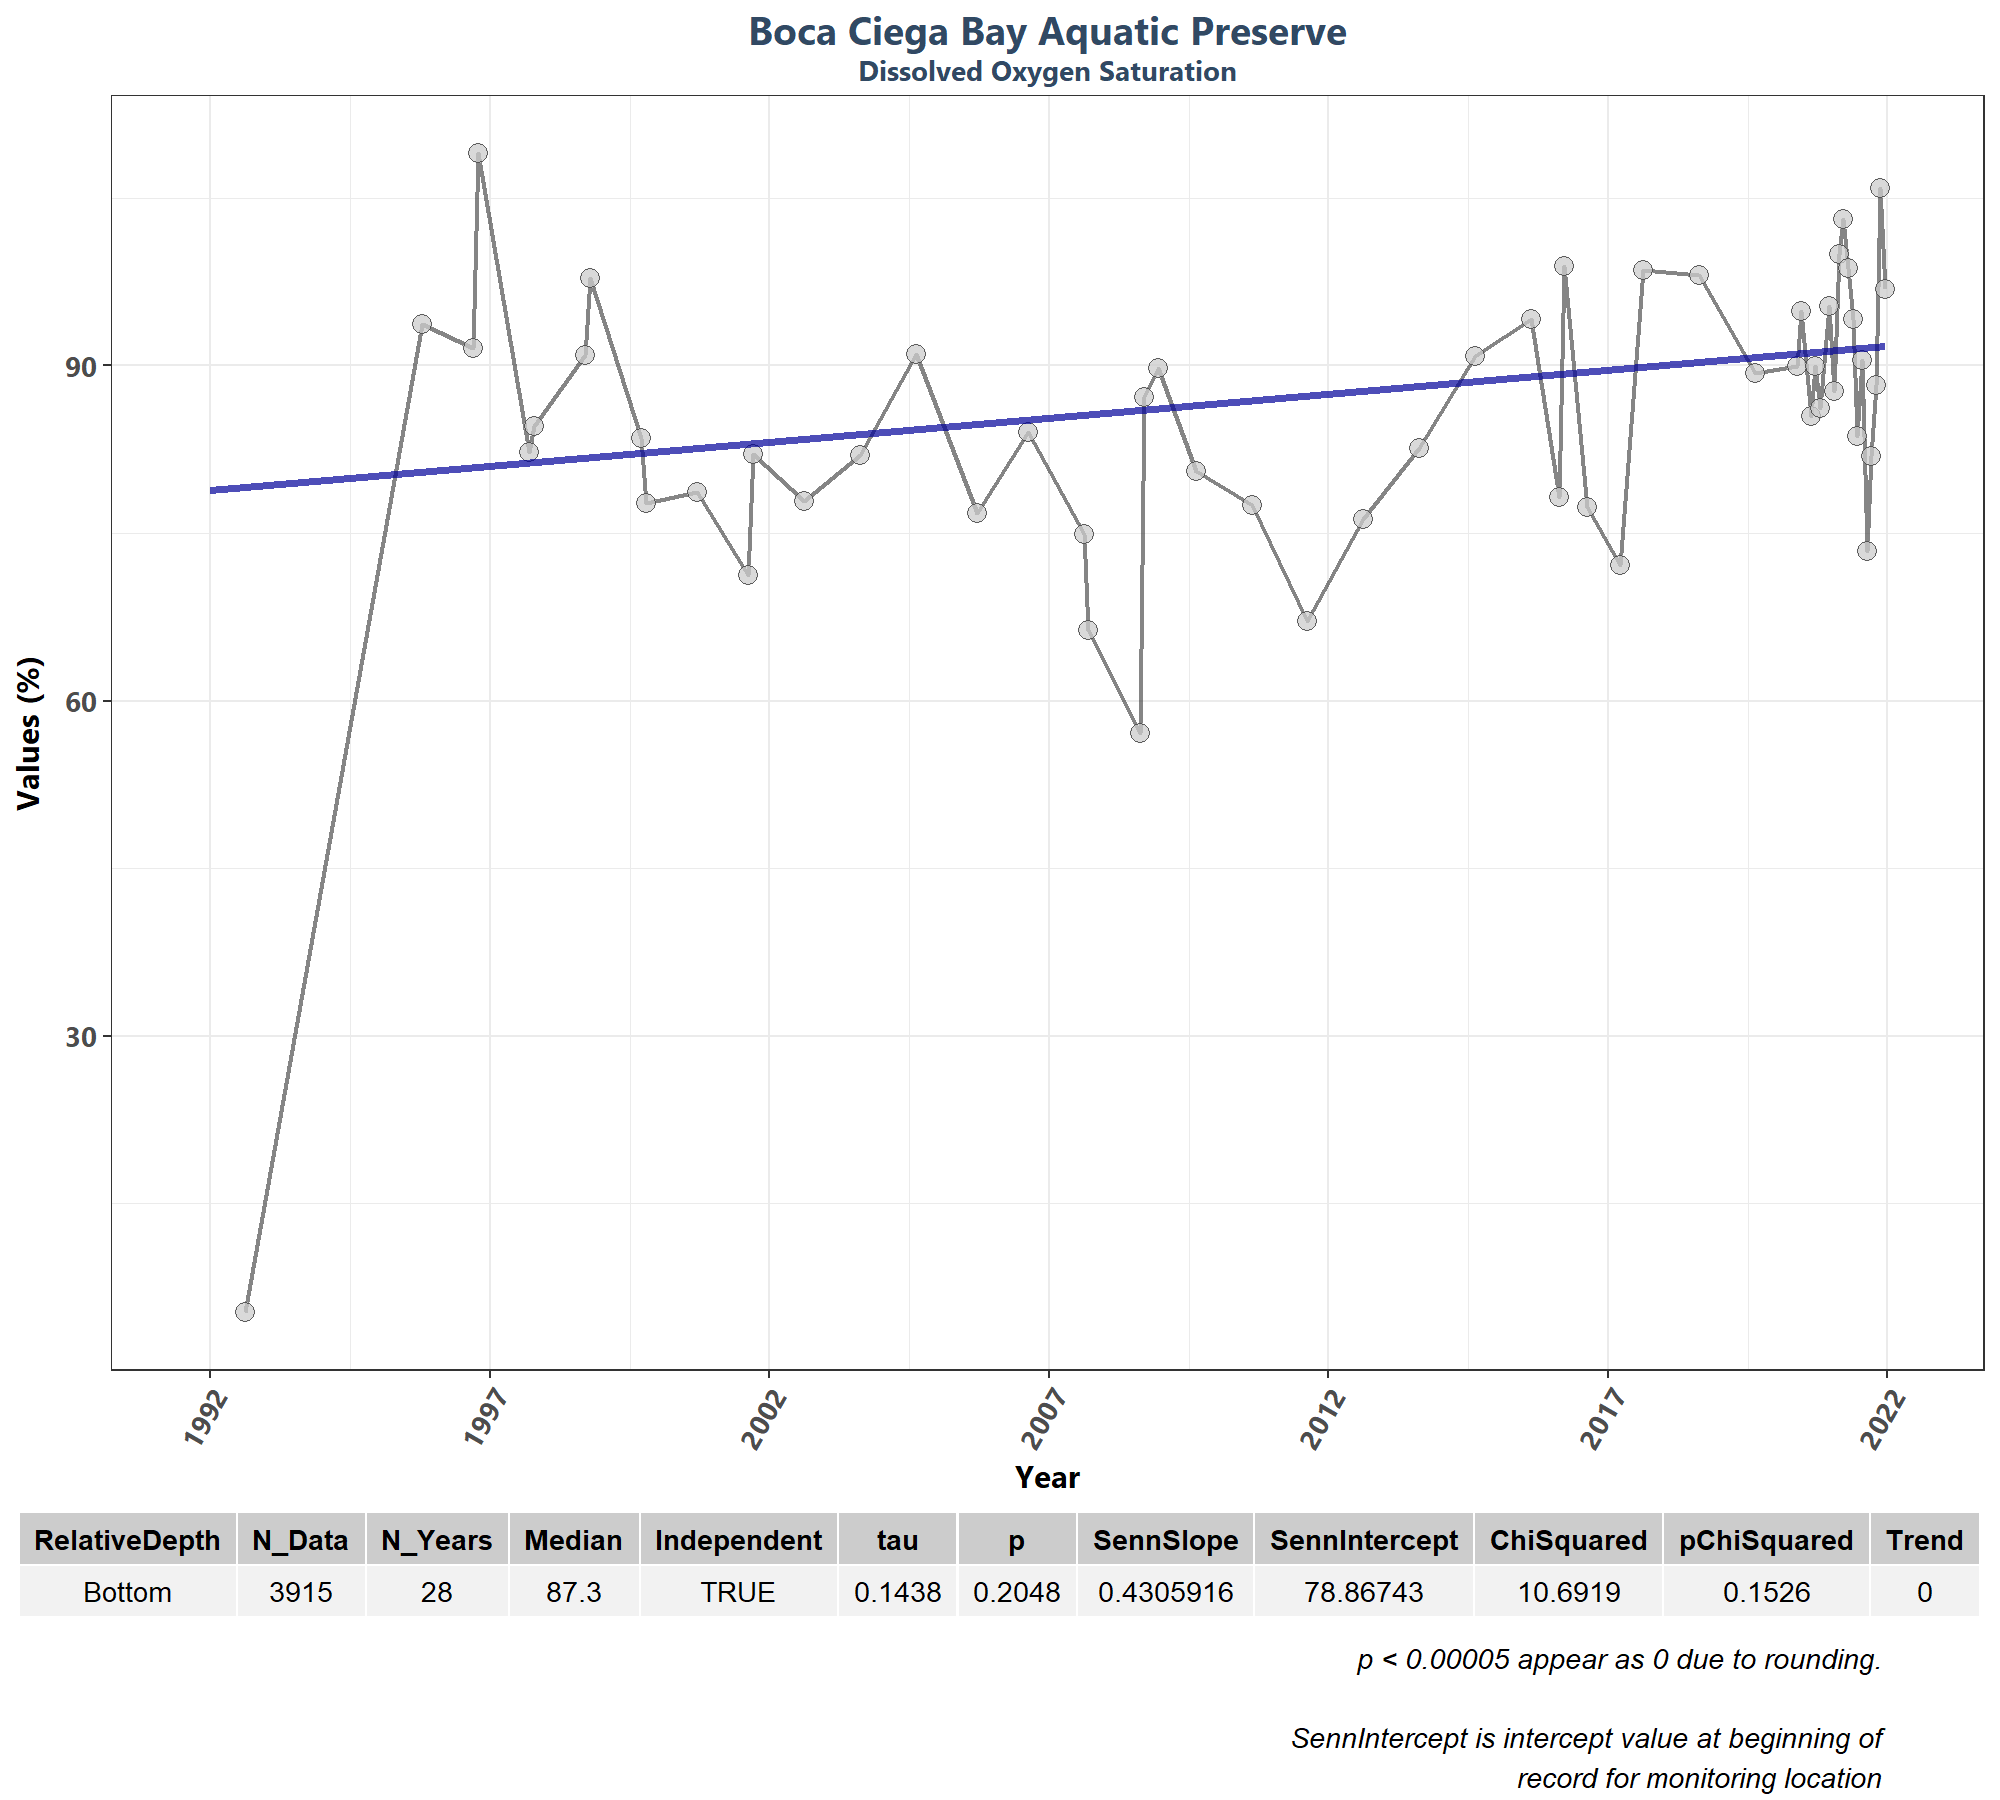 Boca Ciega Bay Aquatic Preserve
Dissolved Oxygen Saturation
Values (%)
90
60
30
1992 1997 2002 2007 2012 2017 2022
Year
RelativeDepth N_Data N_Years Median Independent tau p SennSlope SennIntercept ChiSquared pChiSquared Trend
Bottom 3915 28 87.3 TRUE 0.1438 0.2048 0.4305916 78.86743 10.6919 0.1526 0
p < 0.00005 appear as 0 due to rounding.
SennIntercept is intercept value at beginning of
record for monitoring location